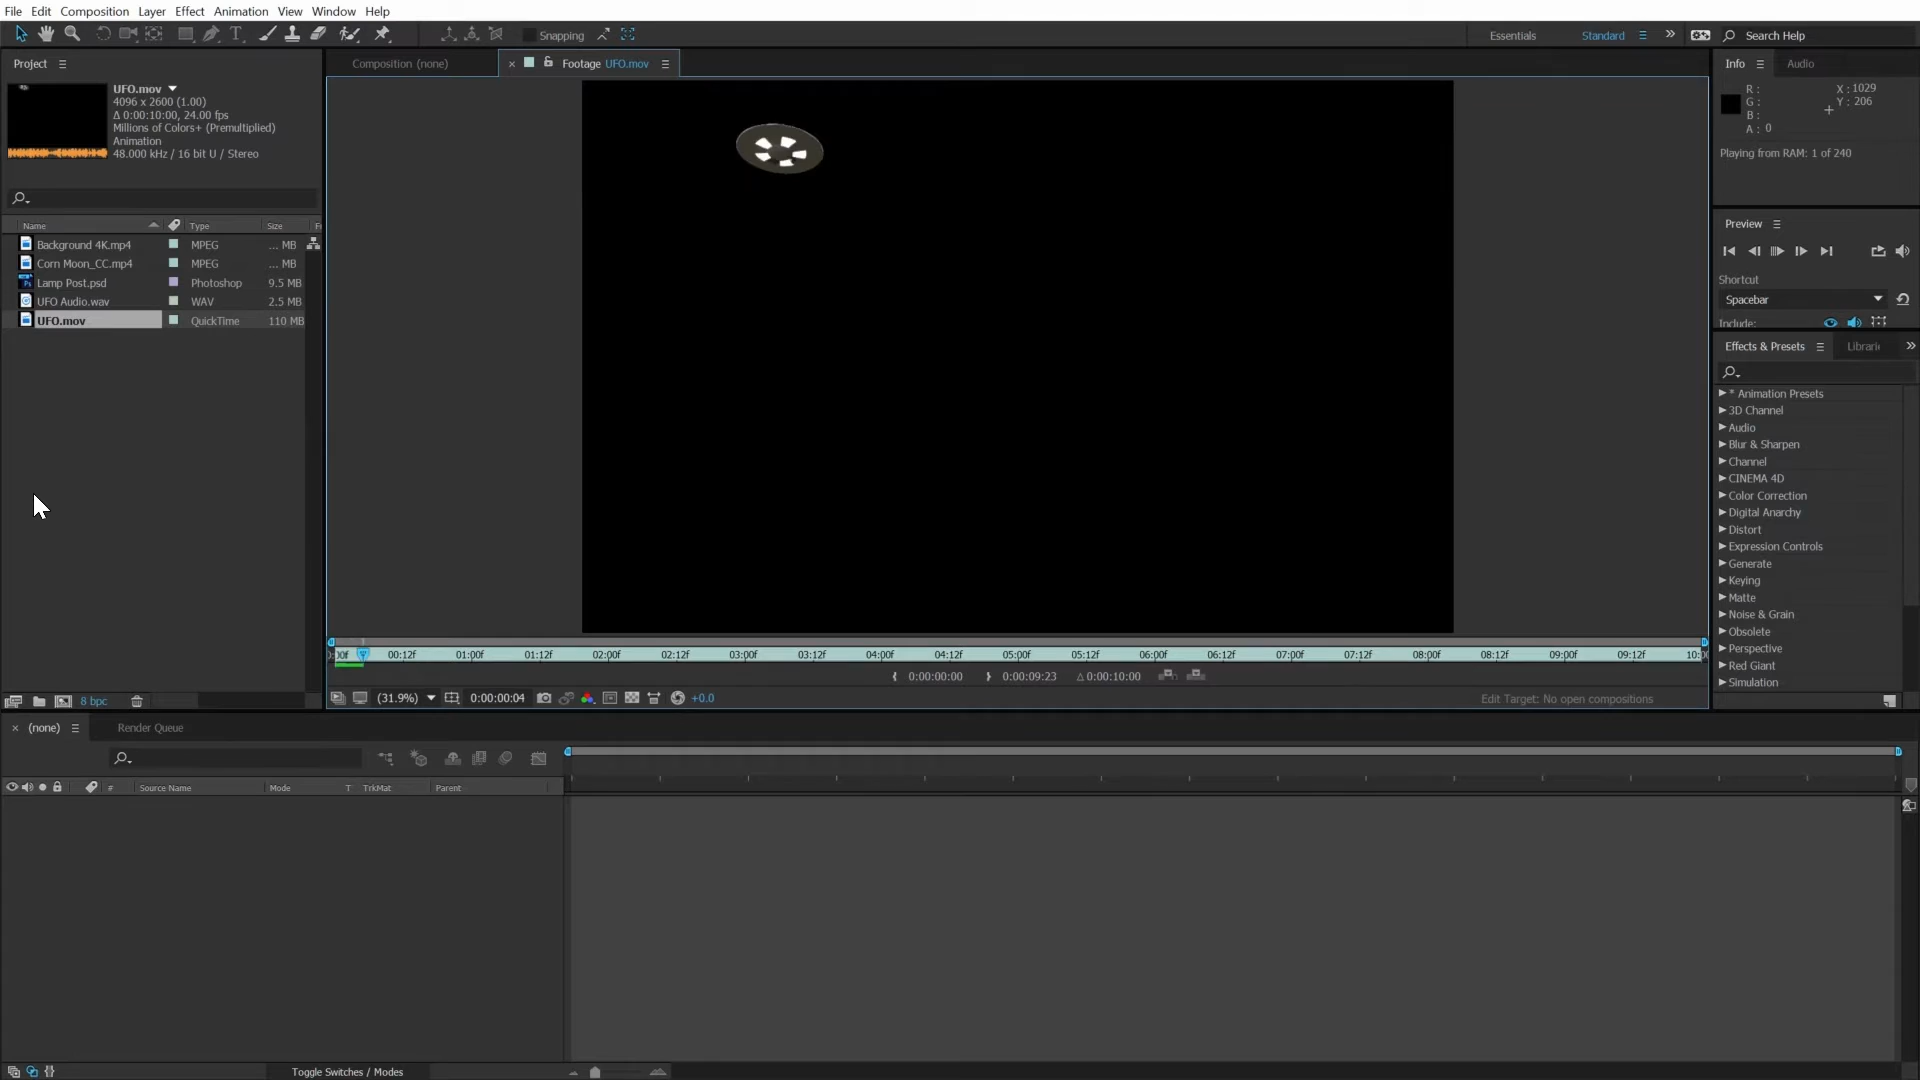 File Edit Composition Layer Effect Animation View Window Help
Snapping
Essentials Standard Search Help
Project
Composition (none)
Footage UFO.mov
Info Audio
UFO.mov
4096 x 2600 (1.00)
Δ 0:00:10:00, 24.00 fps
Millions of Colors+ (Premultiplied)
Animation
48.000 kHz / 16 bit U / Stereo
R :
G :
B :
A : 0
X : 1029
Y : 206
Playing from RAM: 1 of 240
Name Type Size F
Background 4K.mp4 MPEG ... MB
Corn Moon_CC.mp4 MPEG ... MB
Lamp Post.psd Photoshop 9.5 MB
UFO Audio.wav WAV 2.5 MB
UFO.mov QuickTime 110 MB
Preview
Shortcut
Spacebar
Include:
Effects & Presets Librari
* Animation Presets
3D Channel
Audio
Blur & Sharpen
Channel
CINEMA 4D
Color Correction
Digital Anarchy
Distort
Expression Controls
Generate
Keying
Matte
Noise & Grain
Obsolete
Perspective
Red Giant
Simulation
00:12f 01:00f 01:12f 02:00f 02:12f 03:00f 03:12f 04:00f 04:12f 05:00f 05:12f 06:00f 06:12f 07:00f 07:12f 08:00f 08:12f 09:00f 09:12f
0:00:00:00 0:00:09:23 Δ 0:00:10:00
(31.9%) 0:00:00:04 +0.0 Edit Target: No open compositions
8 bpc
(none) Render Queue
# Source Name Mode T TrkMat Parent
Toggle Switches / Modes